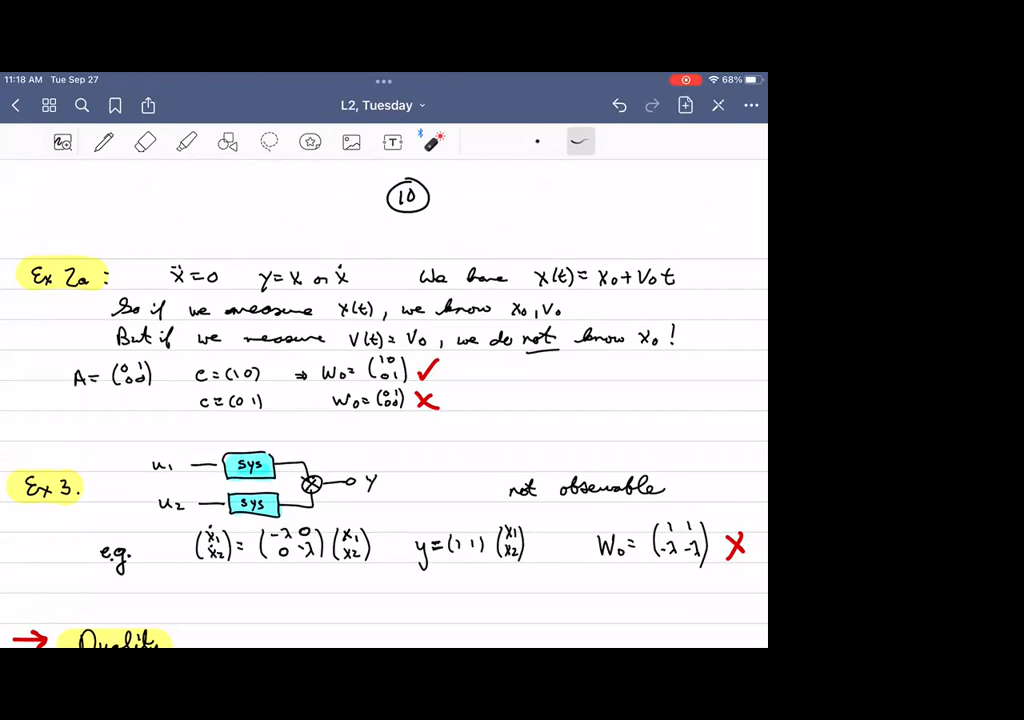 11:18 AM Tue Sep 27
68%
L2, Tuesday
10
Ex 2a: ẍ=0 y=x or ẋ We have x(t)=x₀+v₀t
So if we measure x(t), we know x₀,v₀
But if we measure v(t)=v₀, we do not know x₀!
A=(0 1; 0 0) c=(1 0) ⇒ W₀=(1 0; 0 1) ✓
c=(0 1) W₀=(0 1; 0 0) ✗
u₁ sys
Ex 3. y not observable
u₂ sys
e.g. (ẋ₁; ẋ₂)=(-λ 0; 0 -λ)(x₁; x₂) y=(1 1)(x₁; x₂) W₀=(1 1; -λ -λ) ✗
→ Duality